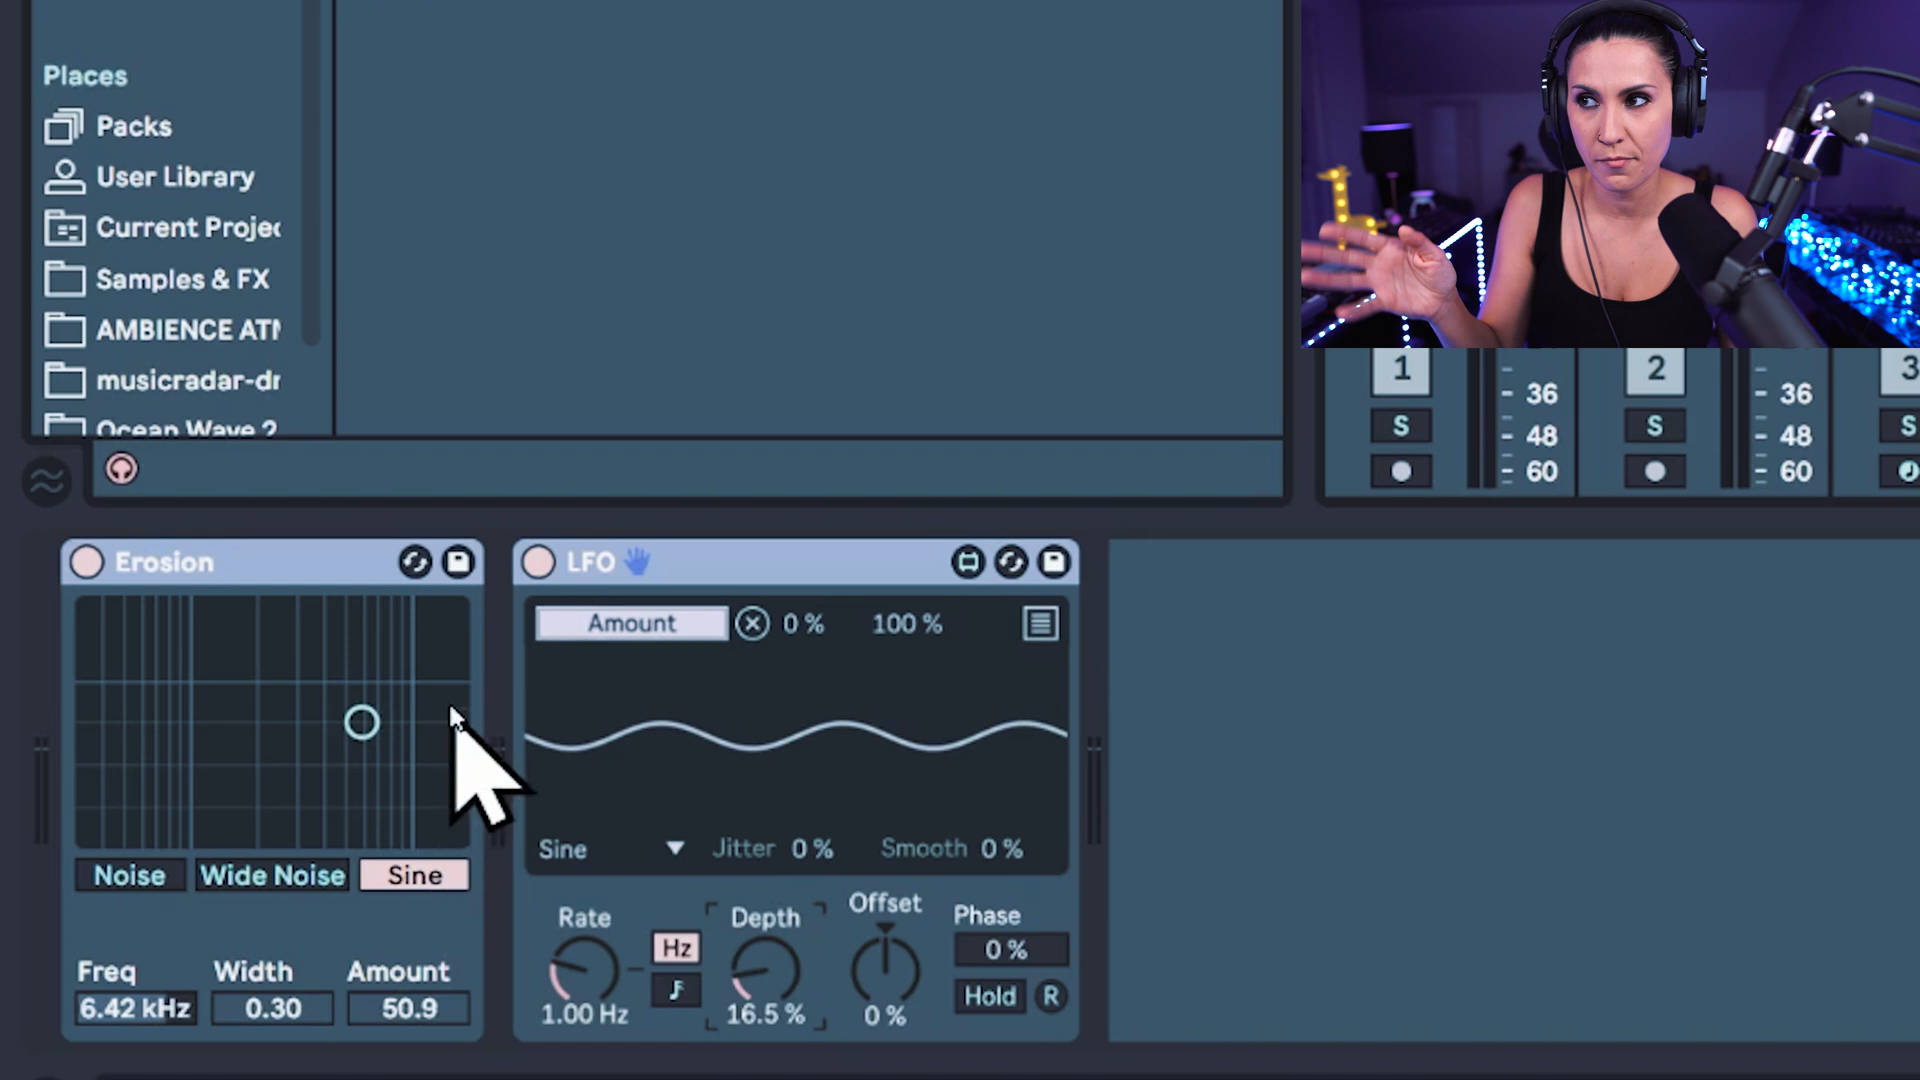 Places
Packs
User Library
Current Projec
Samples & FX
AMBIENCE AT
musicradar-dr
Ocean Wave 2
1
S
36
48
60
2
S
36
48
60
3
S
Erosion
Noise
Wide Noise
Sine
Freq
Width
Amount
6.42 kHz
0.30
50.9
LFO
Amount
0 %
100 %
Sine
Jitter 0 %
Smooth 0 %
Rate
1.00 Hz
Hz
Depth
16.5 %
Offset
0 %
Phase
0 %
Hold
R